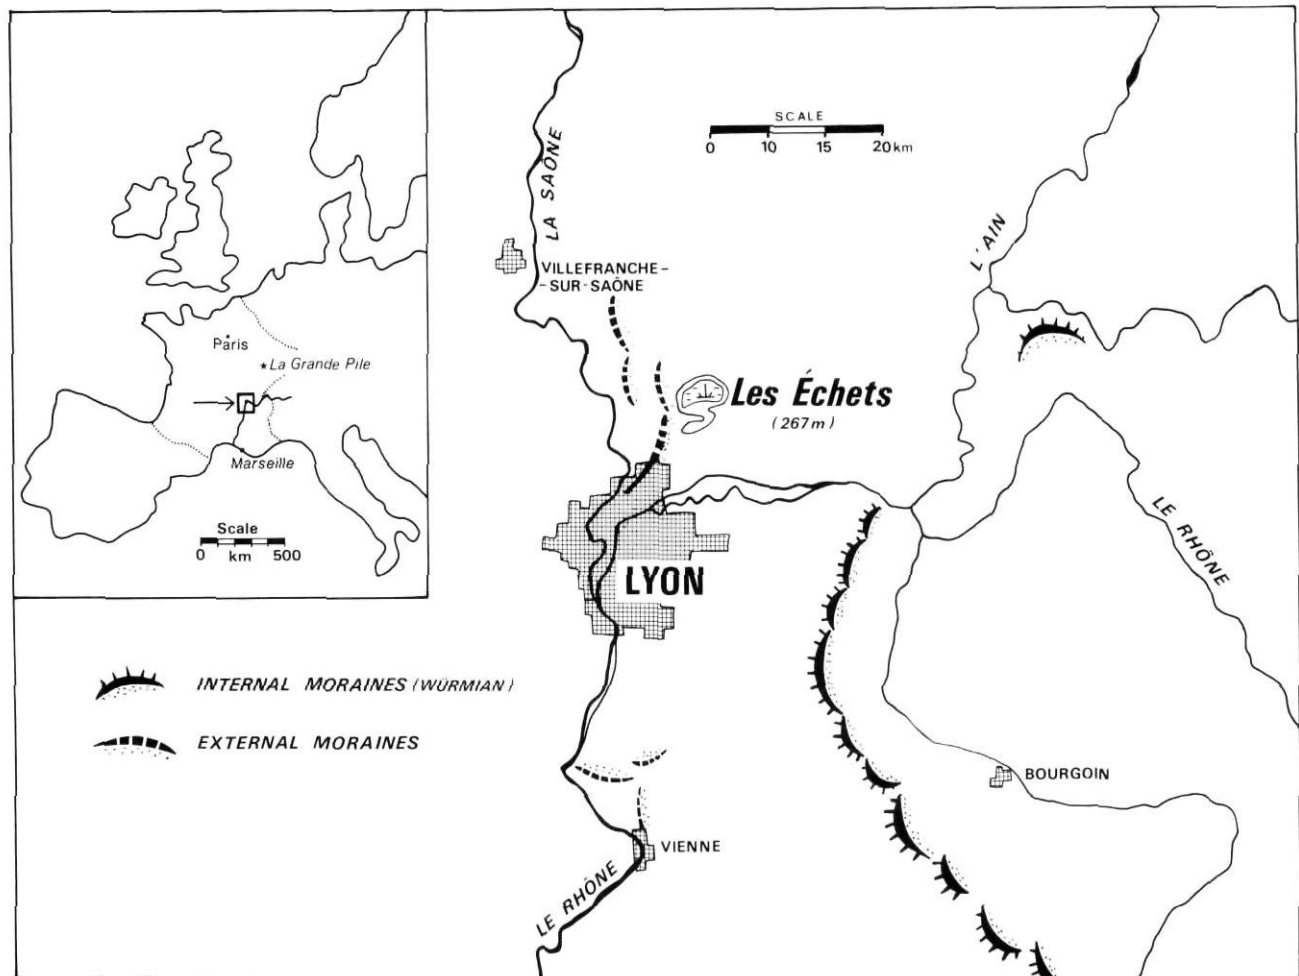 SCALE
0 10 15 20km
LA SAÔNE
L'AIN
VILLEFRANCHE-
-SUR-SAÔNE
Paris
La Grande Pile
Les Échets
(267m)
Marseille
Scale
0 km 500
LE RHÔNE
LYON
INTERNAL MORAINES (WÜRMIAN)
EXTERNAL MORAINES
BOURGOIN
VIENNE
LE RHÔNE